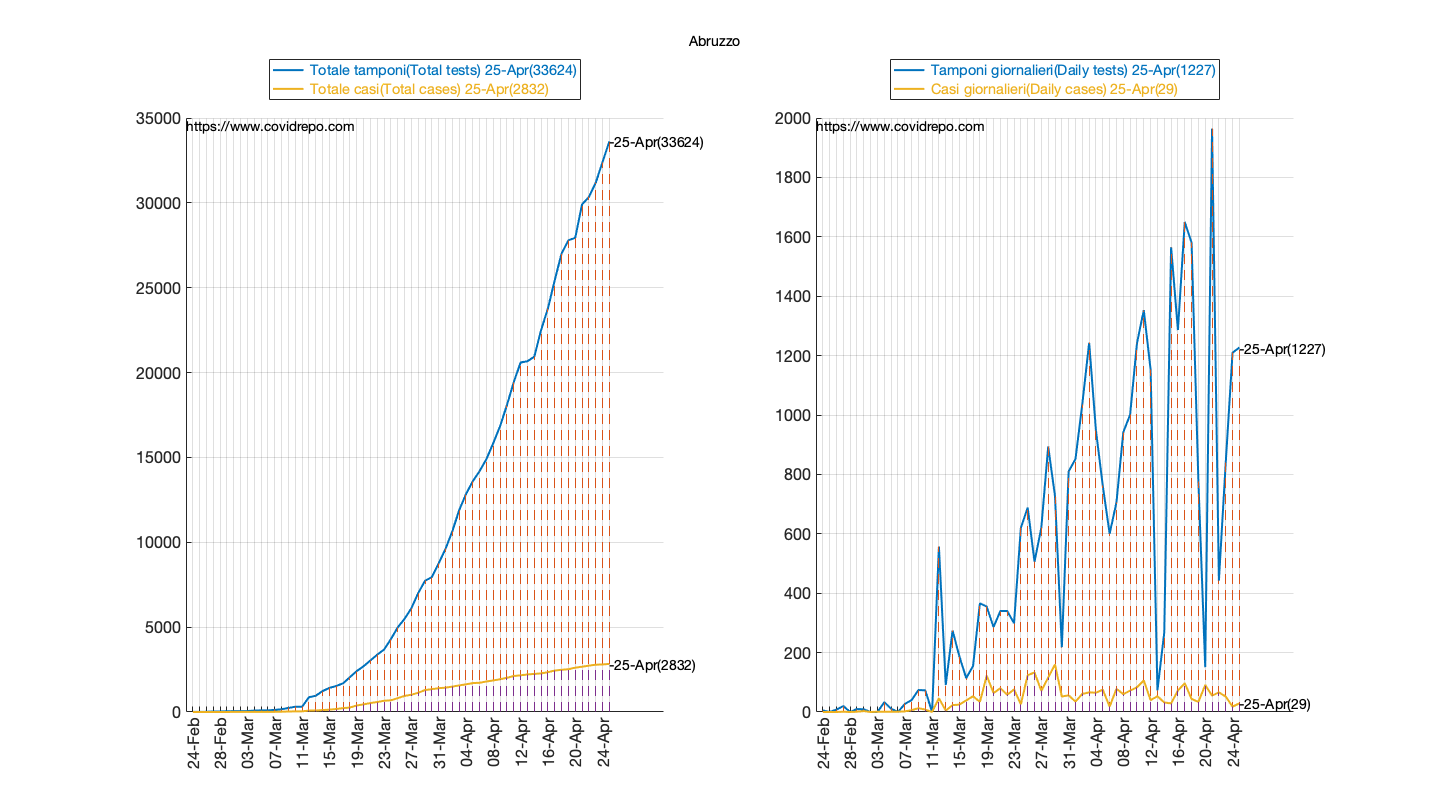 Abruzzo
Totale tamponi(Total tests) 25-Apr(33624)
Totale casi(Total cases) 25-Apr(2832)
35000
30000
25000
20000
15000
10000
5000
0
https://www.covidrepo.com
25-Apr(33624)
25-Apr(2832)
24-Feb
28-Feb
03-Mar
07-Mar
11-Mar
15-Mar
19-Mar
23-Mar
27-Mar
31-Mar
04-Apr
08-Apr
12-Apr
16-Apr
20-Apr
24-Apr
Tamponi giornalieri(Daily tests) 25-Apr(1227)
Casi giornalieri(Daily cases) 25-Apr(29)
2000
1800
1600
1400
1200
1000
800
600
400
200
0
https://www.covidrepo.com
25-Apr(1227)
25-Apr(29)
24-Feb
28-Feb
03-Mar
07-Mar
11-Mar
15-Mar
19-Mar
23-Mar
27-Mar
31-Mar
04-Apr
08-Apr
12-Apr
16-Apr
20-Apr
24-Apr